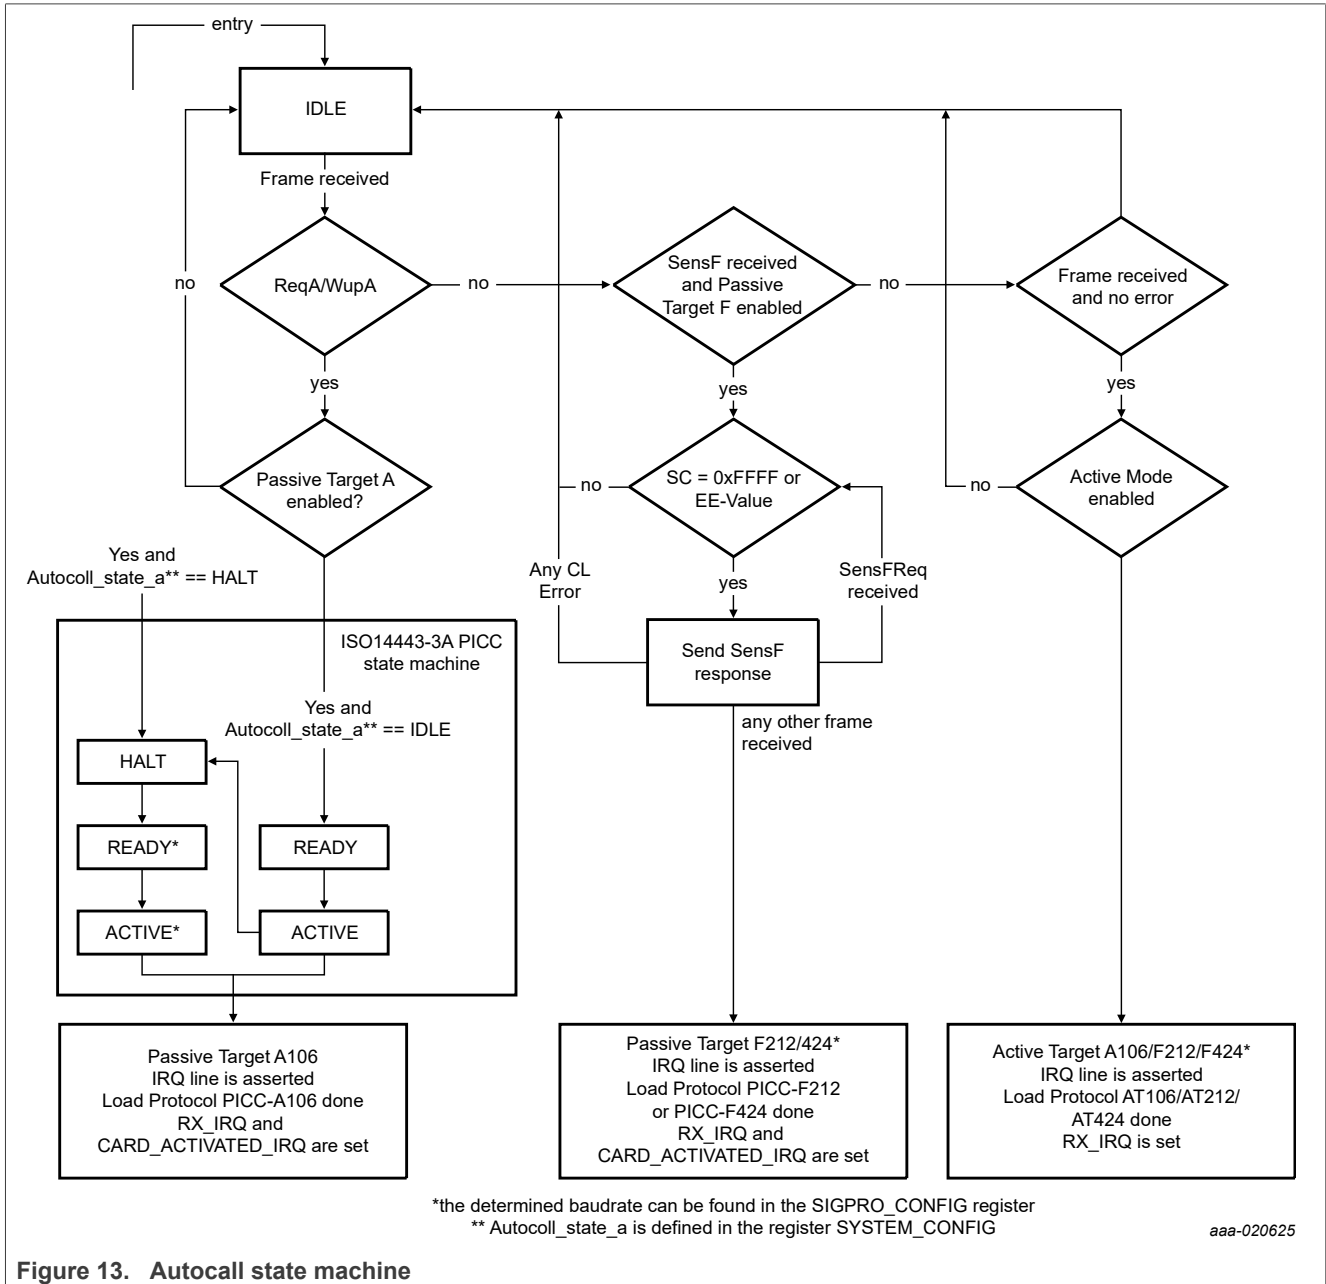 entry
IDLE
Frame received
no
ReqA/WupA
no
SensF received
and Passive
Target F enabled
no
Frame received
and no error
yes
yes
yes
Passive Target A
enabled?
no
SC = 0xFFFF or
EE-Value
no
Active Mode
enabled
Yes and
Autocoll_state_a** == HALT
Any CL
Error
yes
SensFReq
received
ISO14443-3A PICC
state machine
Send SensF
response
Yes and
Autocoll_state_a** == IDLE
any other frame
received
HALT
READY*
READY
ACTIVE*
ACTIVE
Passive Target A106
IRQ line is asserted
Load Protocol PICC-A106 done
RX_IRQ and
CARD_ACTIVATED_IRQ are set
Passive Target F212/424*
IRQ line is asserted
Load Protocol PICC-F212
or PICC-F424 done
RX_IRQ and
CARD_ACTIVATED_IRQ are set
Active Target A106/F212/F424*
IRQ line is asserted
Load Protocol AT106/AT212/
AT424 done
RX_IRQ is set
*the determined baudrate can be found in the SIGPRO_CONFIG register
** Autocoll_state_a is defined in the register SYSTEM_CONFIG
aaa-020625
Figure 13. Autocall state machine